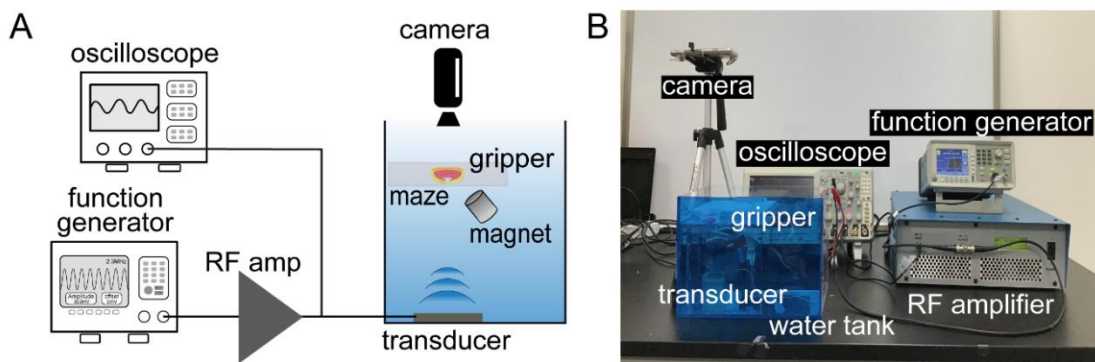 A
camera
oscilloscope
gripper
maze
magnet
function
generator
2.3MHz
Amplitude
offset
RF amp
transducer
B
camera
function generator
oscilloscope
gripper
transducer
RF amplifier
water tank